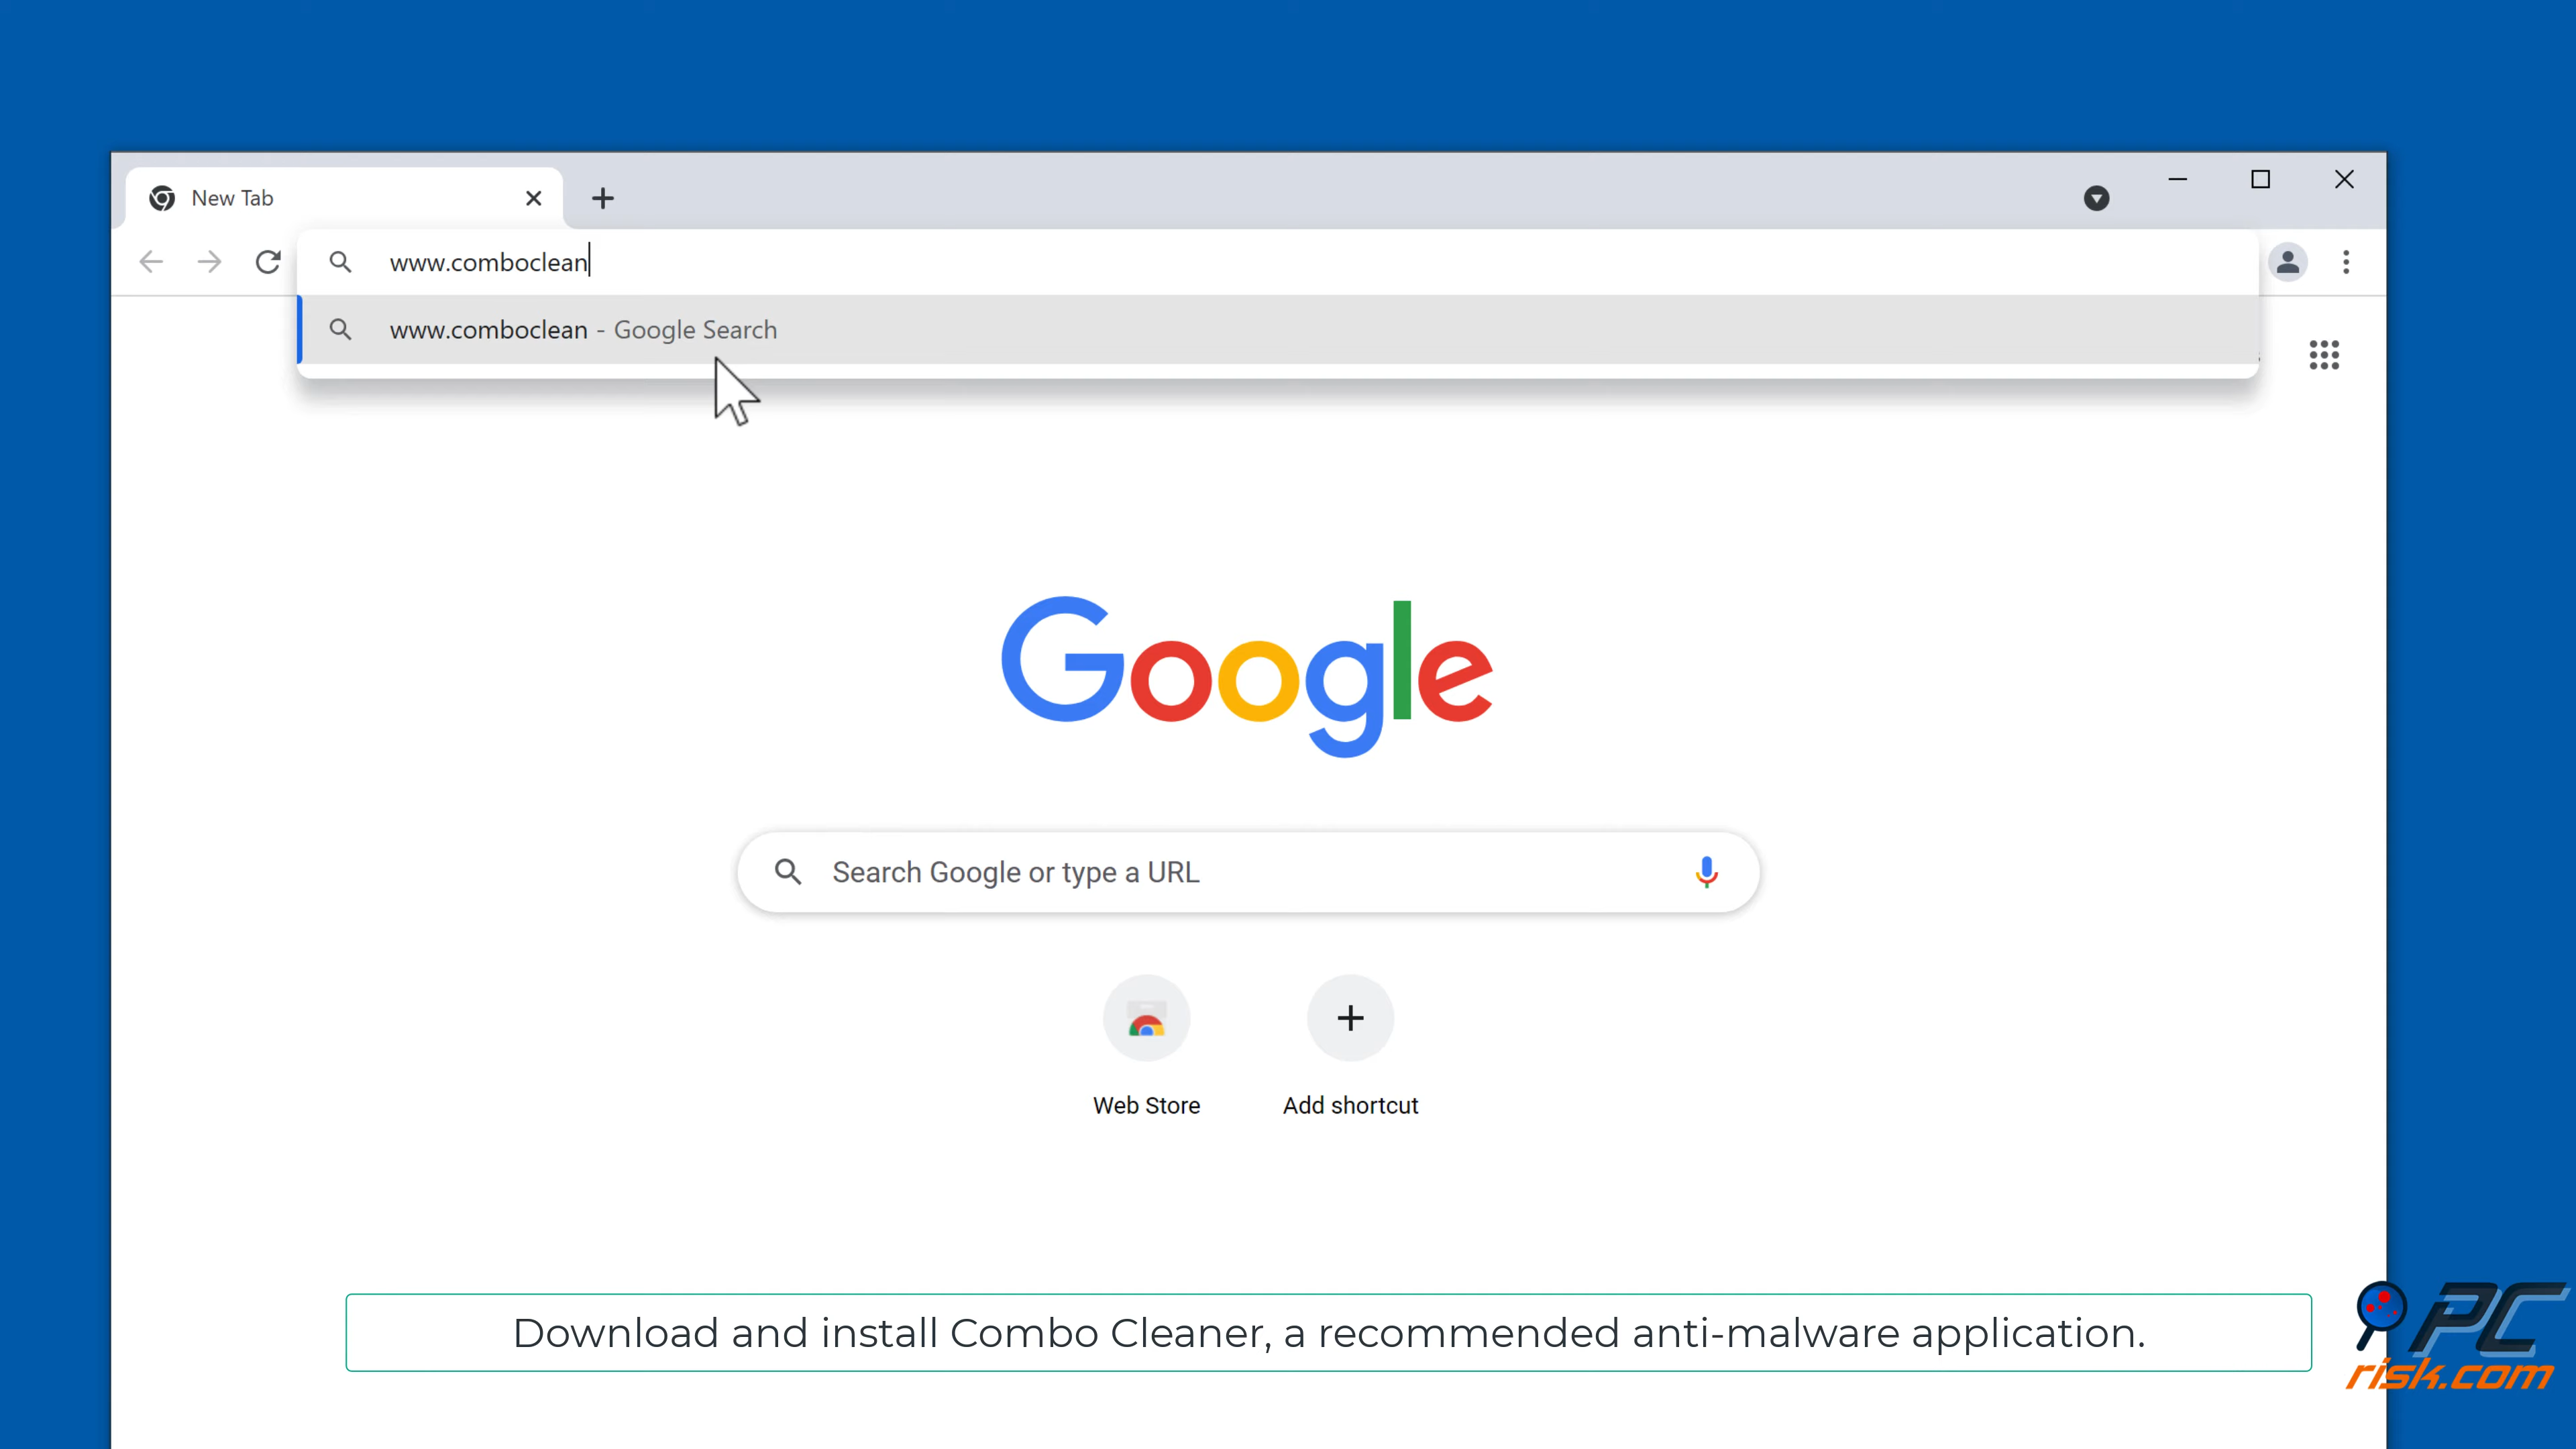 New Tab
www.comboclean
www.comboclean - Google Search
Google
Search Google or type a URL
Web Store
Add shortcut
Download and install Combo Cleaner, a recommended anti-malware application.
PC
risk.com